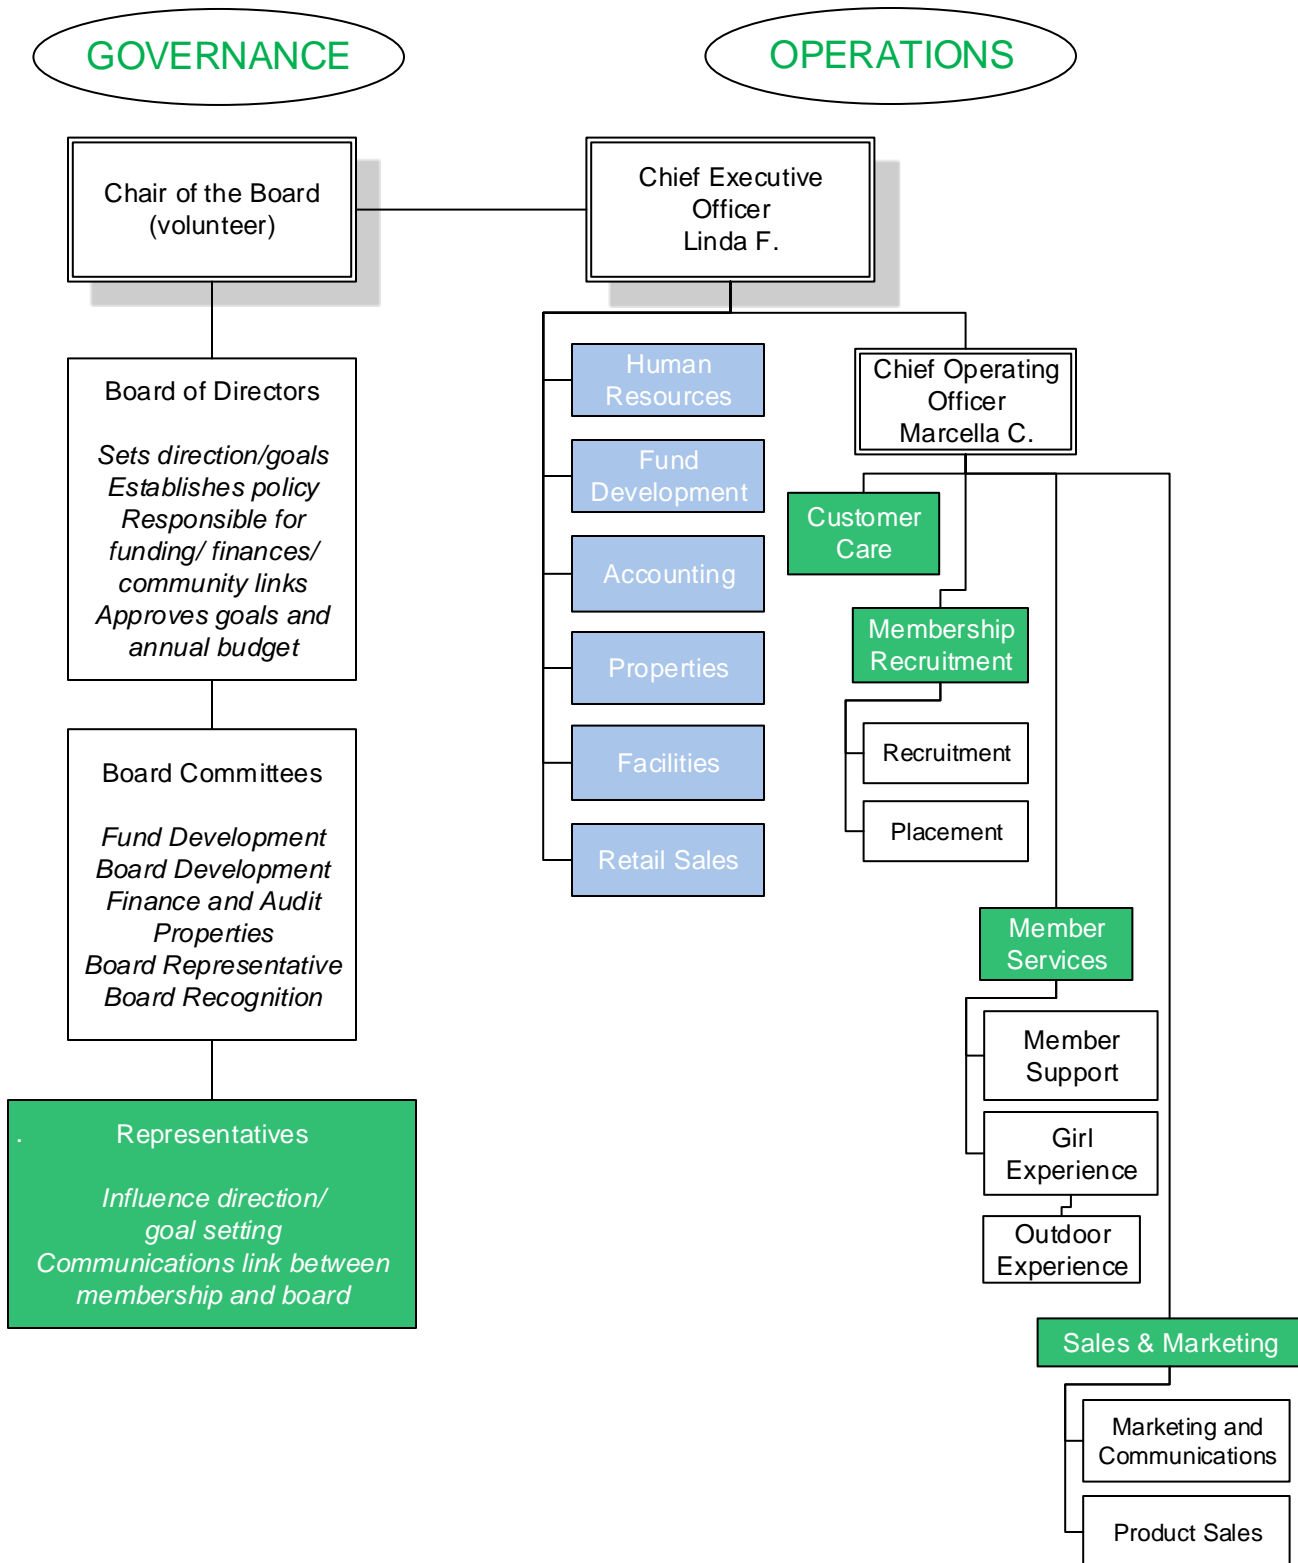 GOVERNANCE
OPERATIONS
Chair of the Board
(volunteer)
Chief Executive
Officer
Linda F.
Board of Directors
Sets direction/goals
Establishes policy
Responsible for
funding/ finances/
community links
Approves goals and
annual budget
Board Committees
Fund Development
Board Development
Finance and Audit
Properties
Board Representative
Board Recognition
. Representatives
Influence direction/
goal setting
Communications link between
membership and board
Human
Resources
Fund
Development
Accounting
Properties
Facilities
Retail Sales
Chief Operating
Officer
Marcella C.
Customer
Care
Membership
Recruitment
Recruitment
Placement
Member
Services
Member
Support
Girl
Experience
Outdoor
Experience
Sales & Marketing
Marketing and
Communications
Product Sales